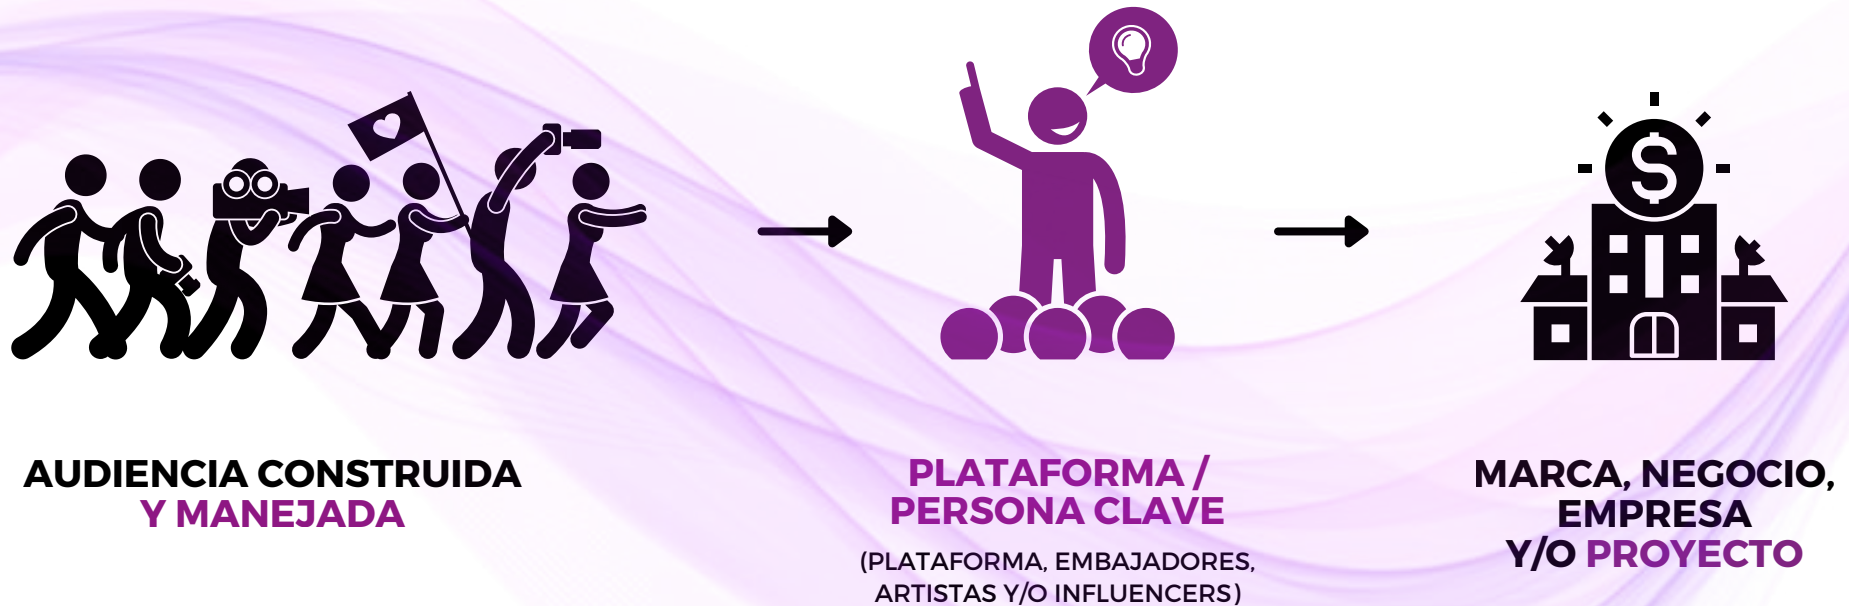 AUDIENCIA CONSTRUIDA
Y MANEJADA
PLATAFORMA /
PERSONA CLAVE
(PLATAFORMA, EMBAJADORES,
ARTISTAS Y/O INFLUENCERS)
MARCA, NEGOCIO,
EMPRESA
Y/O PROYECTO